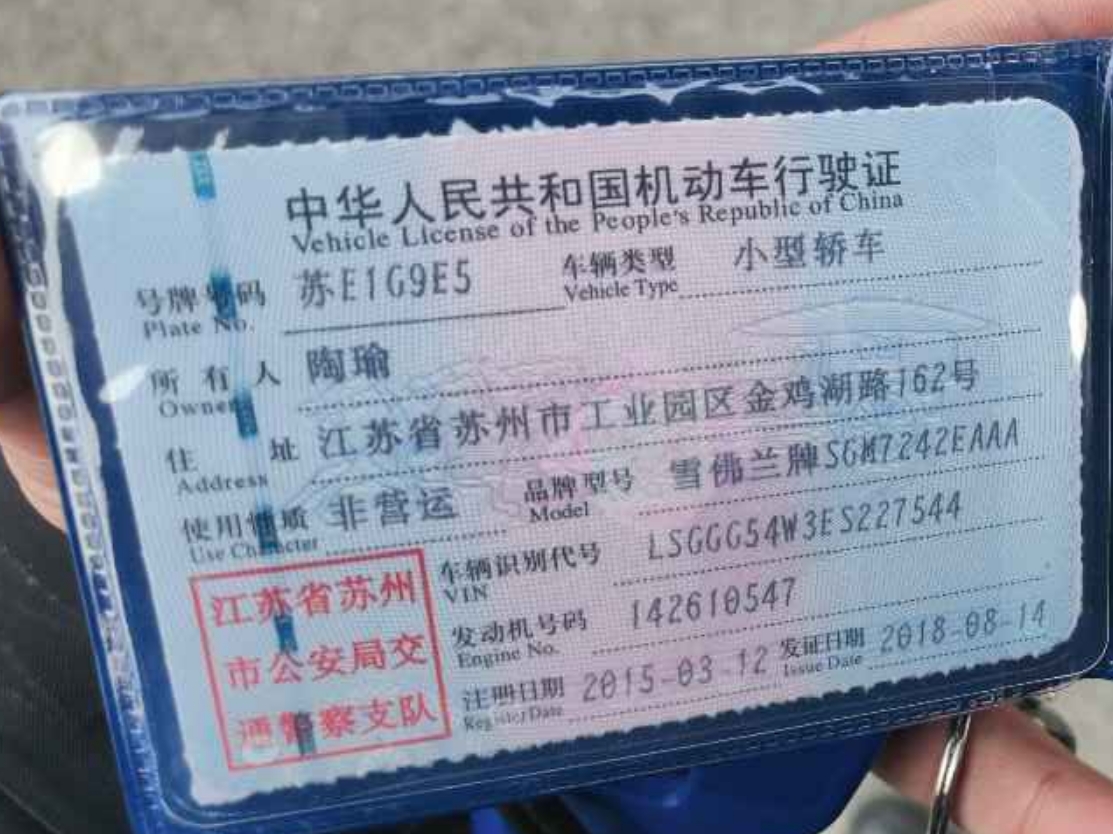 中华人民共和国机动车行驶证
Vehicle License of the People's Republic of China
号牌号码 苏E1G9E5 车辆类型 小型轿车
Plate No. Vehicle Type
所有人 陶瑜
Owner
住址 江苏省苏州市工业园区金鸡湖路162号
Address
使用性质 非营运 品牌型号 雪佛兰牌SGM7242EAAA
Use Character Model
车辆识别代号 LSGGG54W3ES227544
VIN
发动机号码 142610547
Engine No.
注册日期 2015-03-12 发证日期 2018-08-14
Register Date Issue Date
江苏省苏州
市公安局交
通警察支队